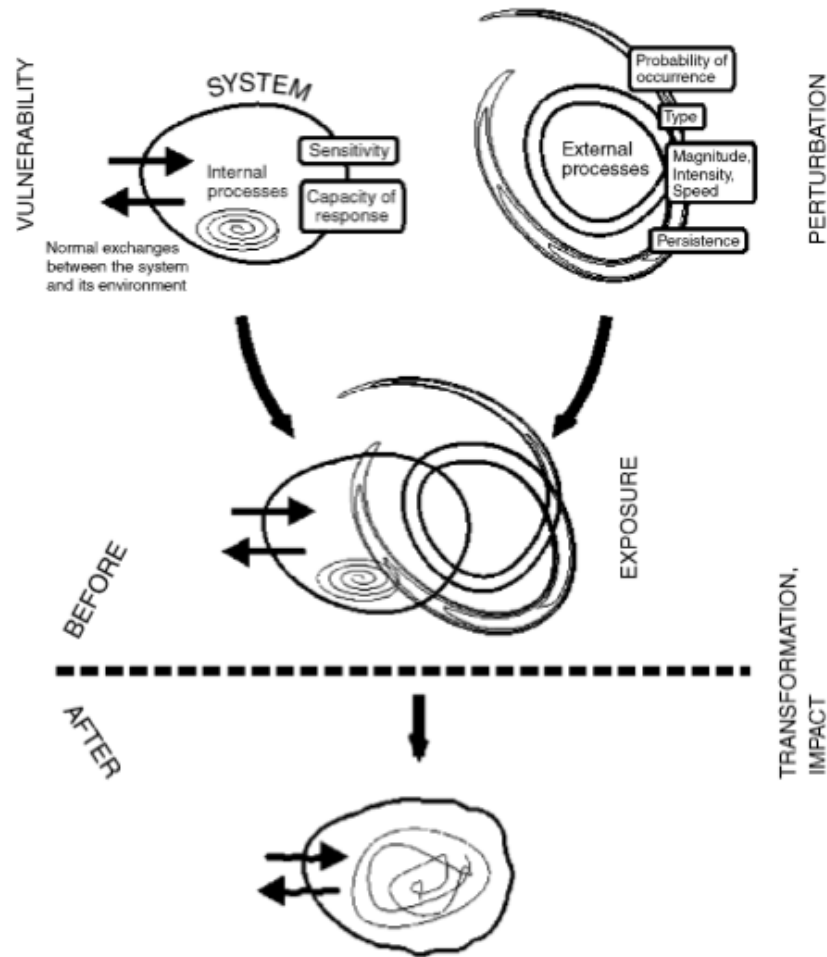 VULNERABILITY
SYSTEM
Sensitivity
Internal
processes
Capacity of
response
Normal exchanges
between the system
and its environment
Probability of
occurrence
Type
External
processes
Magnitude,
Intensity,
Speed
Persistence
PERTURBATION
EXPOSURE
BEFORE
AFTER
TRANSFORMATION,
IMPACT